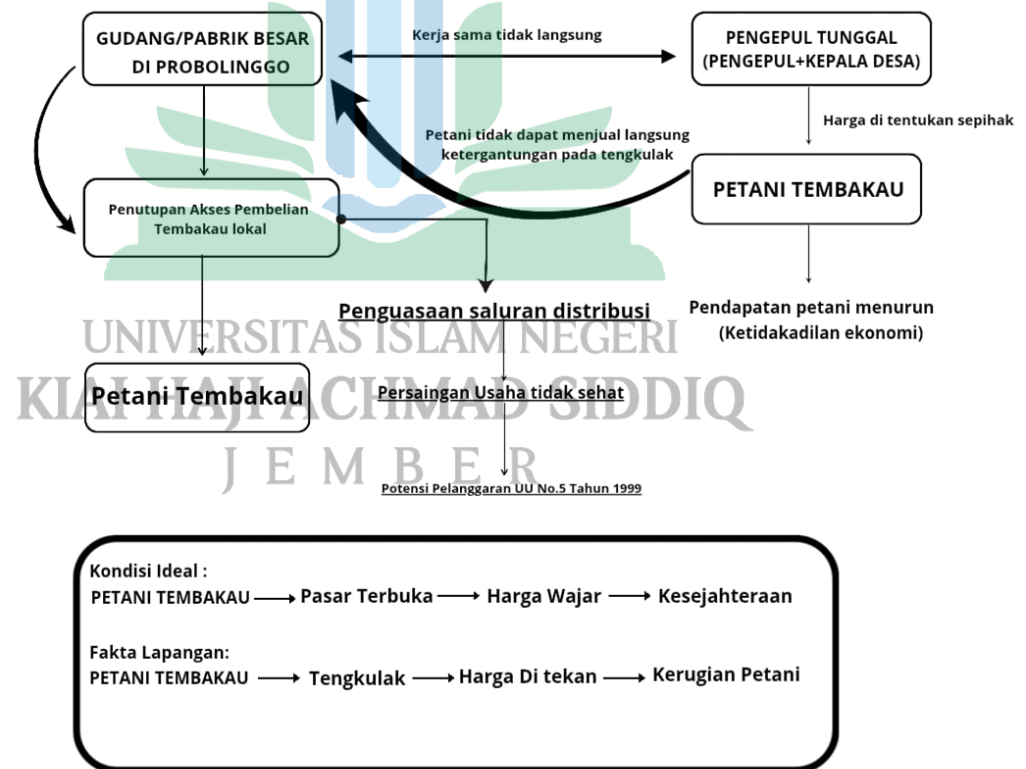 GUDANG/PABRIK BESAR
DI PROBOLINGGO
Kerja sama tidak langsung
PENGEPUL TUNGGAL
(PENGEPUL+KEPALA DESA)
Harga di tentukan sepihak
Petani tidak dapat menjual langsung
ketergantungan pada tengkulak
PETANI TEMBAKAU
Penutupan Akses Pembelian
Tembakau lokal
Penguasaan saluran distribusi
Pendapatan petani menurun
(Ketidakadilan ekonomi)
UNIVERSITAS ISLAM NEGERI
Petani Tembakau
Persaingan Usaha tidak sehat
KIAI HAJI ACHMAD SIDDIQ
JEMBER
Potensi Pelanggaran UU No.5 Tahun 1999
Kondisi Ideal :
PETANI TEMBAKAU Pasar Terbuka Harga Wajar Kesejahteraan
Fakta Lapangan:
PETANI TEMBAKAU Tengkulak Harga Di tekan Kerugian Petani